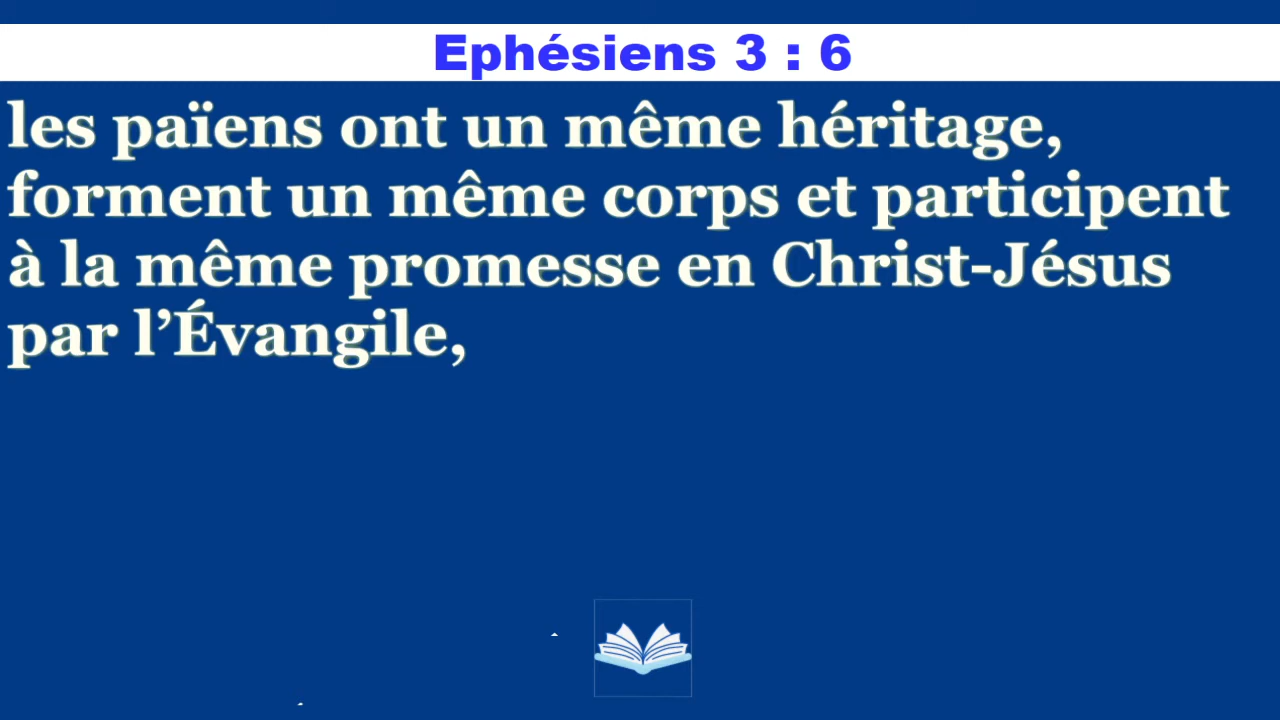 Ephésiens 3 : 6
les païens ont un même héritage,
forment un même corps et participent
à la même promesse en Christ-Jésus
par l’Évangile,